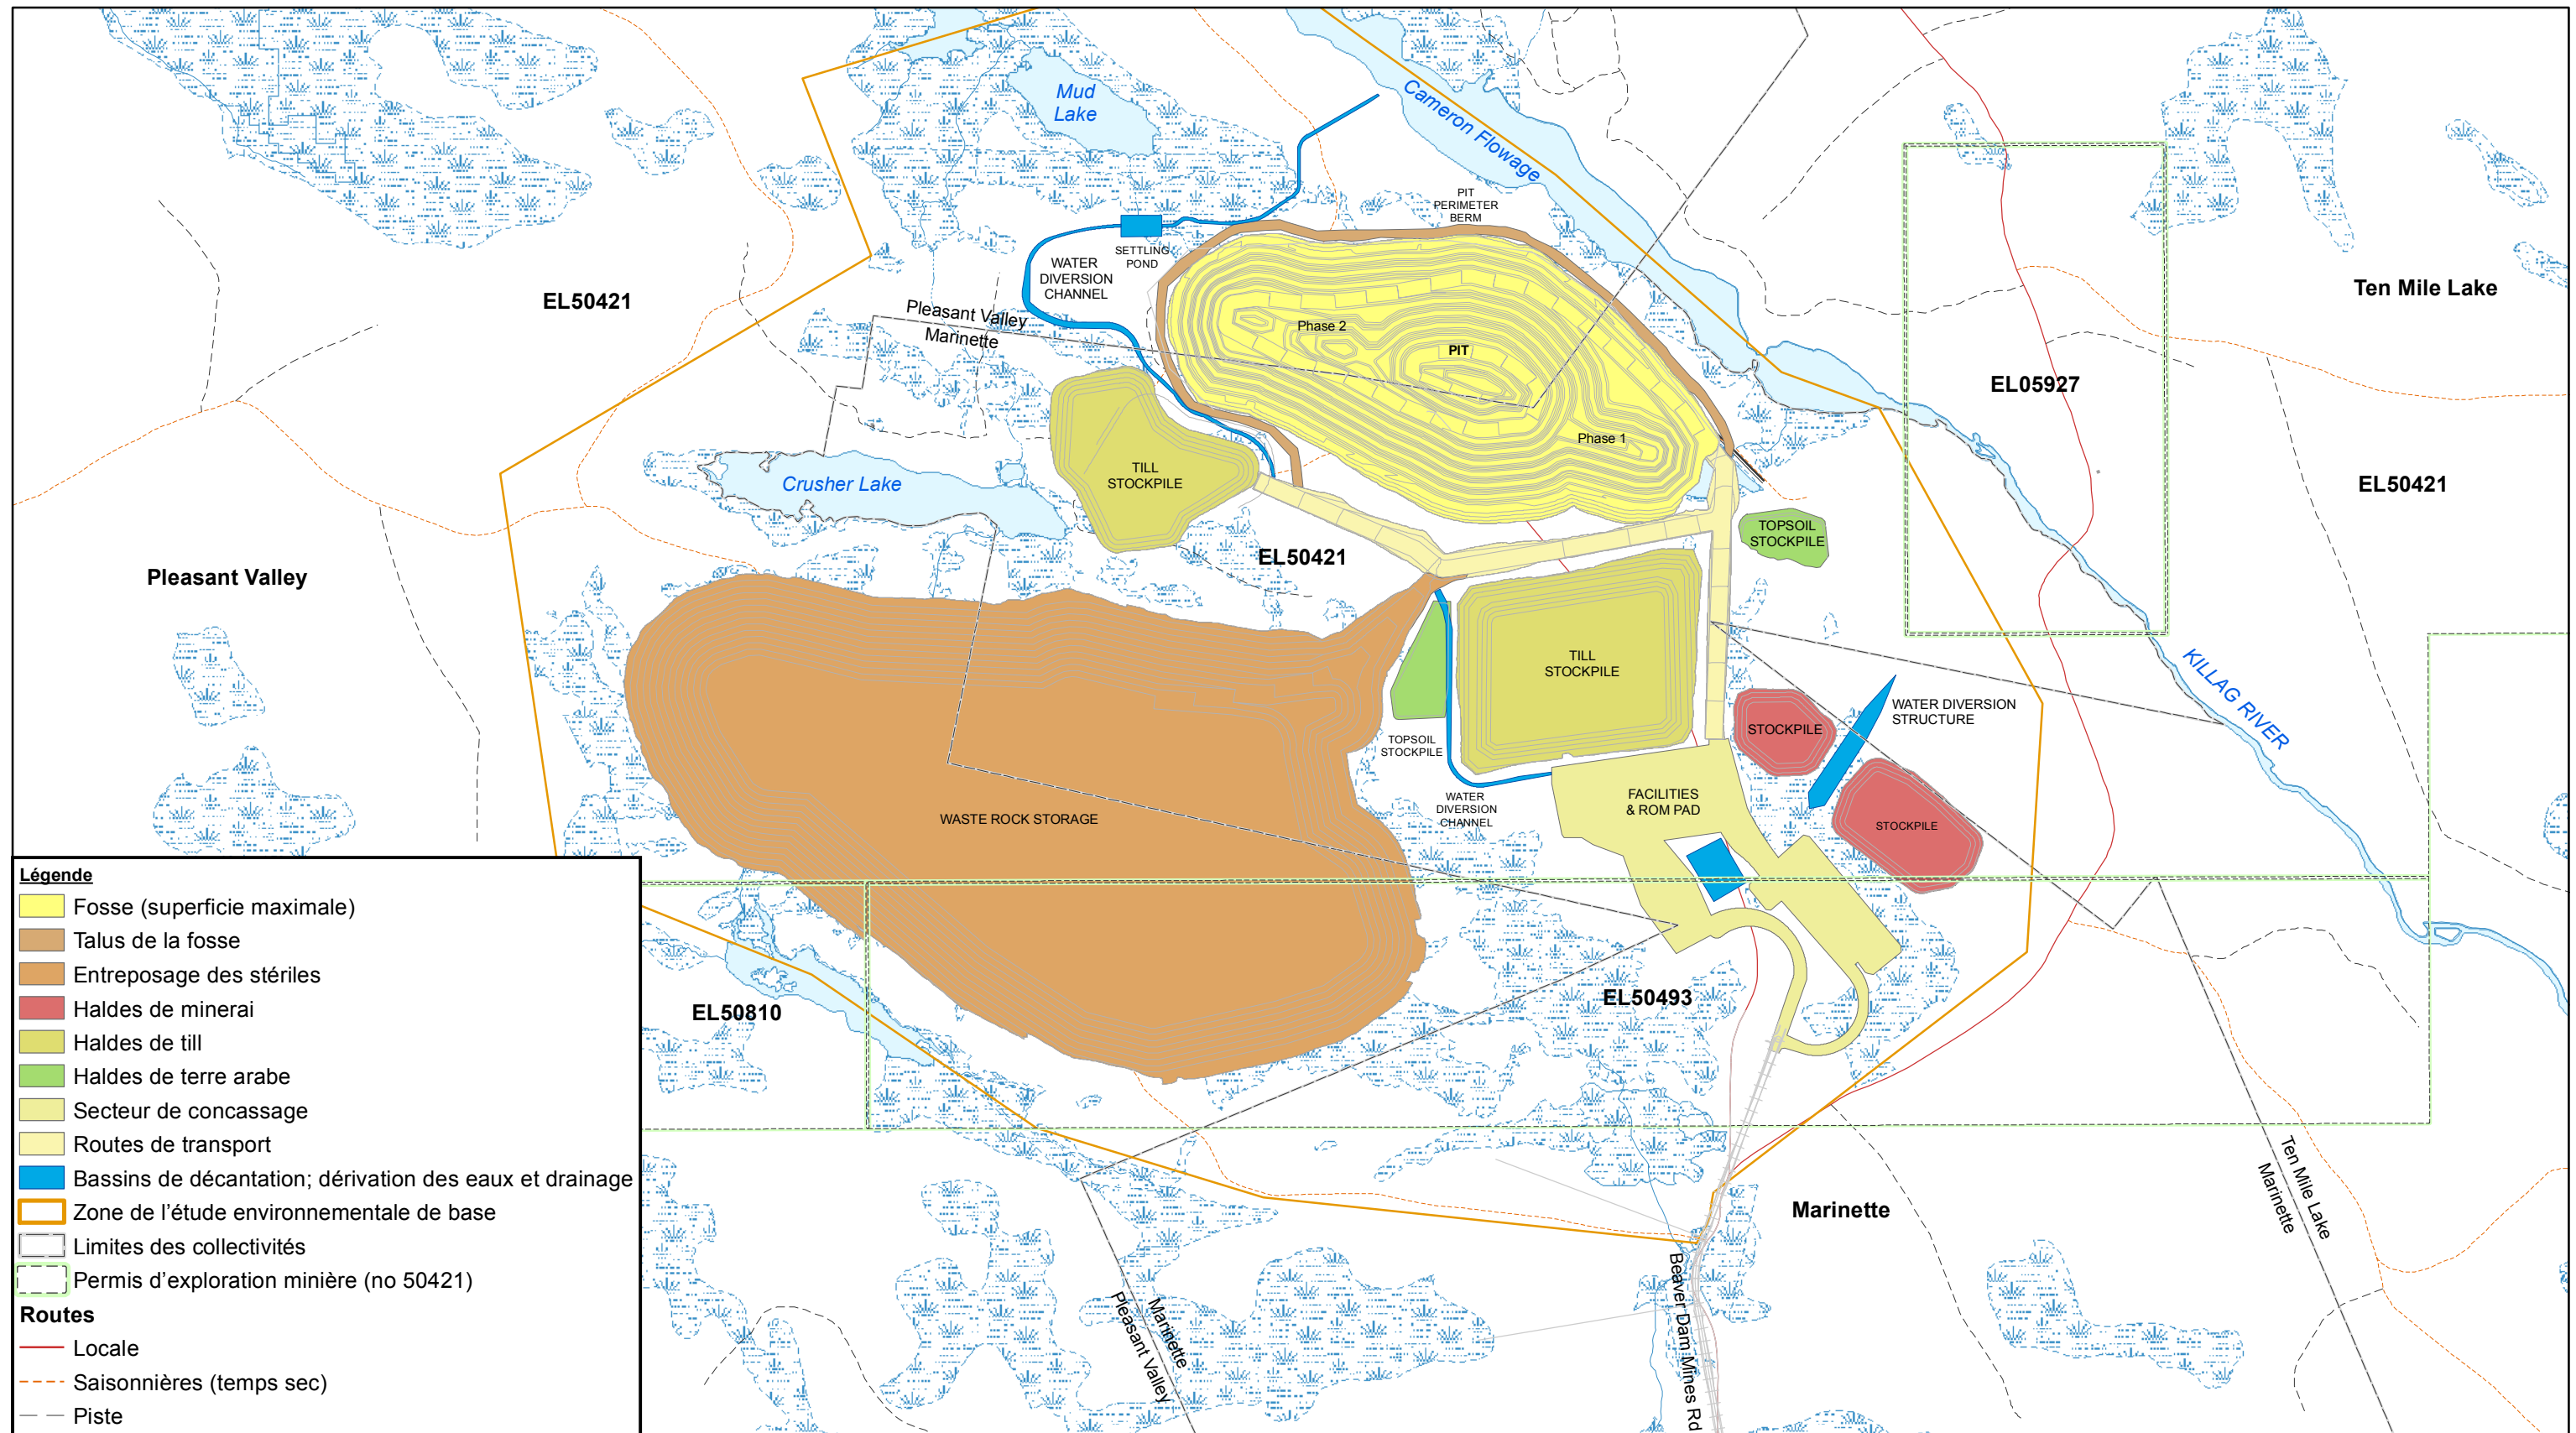 Mud
Lake
Cameron Flowage
PIT
PERIMETER
BERM
SETTLING
POND
WATER
DIVERSION
CHANNEL
EL50421
Ten Mile Lake
Pleasant Valley
Marinette
Phase 2
PIT
EL05927
Phase 1
TILL
STOCKPILE
Crusher Lake
EL50421
TOPSOIL
STOCKPILE
EL50421
Pleasant Valley
TILL
STOCKPILE
KILLAG RIVER
WATER DIVERSION
STRUCTURE
STOCKPILE
TOPSOIL
STOCKPILE
WATER
DIVERSION
CHANNEL
FACILITIES
& ROM PAD
WASTE ROCK STORAGE
STOCKPILE
EL50493
EL50810
Marinette
Ten Mile Lake
Marinette
Beaver Dam Mines Rd
Marinette
Pleasant Valley
Légende
Fosse (superficie maximale)
Talus de la fosse
Entreposage des stériles
Haldes de minerai
Haldes de till
Haldes de terre arabe
Secteur de concassage
Routes de transport
Bassins de décantation; dérivation des eaux et drainage
Zone de l’étude environnementale de base
Limites des collectivités
Permis d’exploration minière (no 50421)
Routes
Locale
Saisonnières (temps sec)
Piste